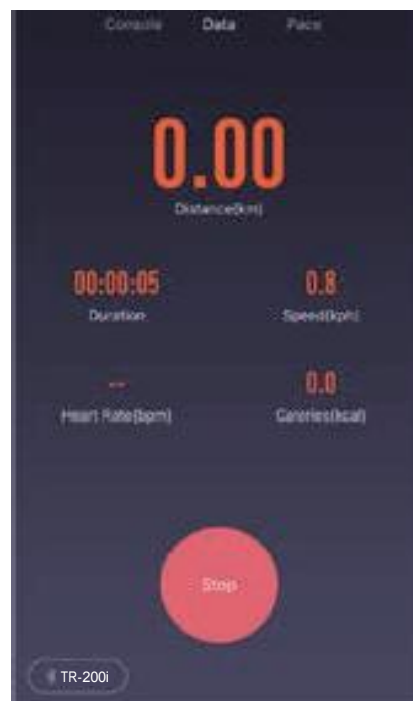 Console Data Pace
0.00
Distance(km)
00:00:05 0.8
Duration Speed(kph)
-- 0.0
Heart Rate(bpm) Calories(kcal)
Stop
TR-200i